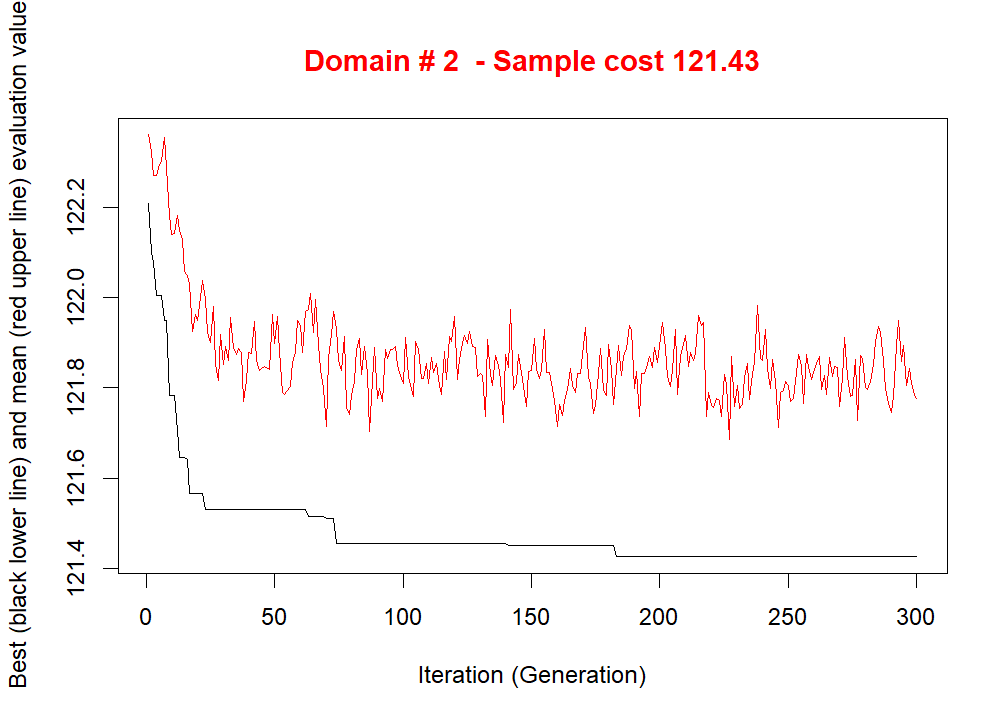 Domain # 2  - Sample cost 121.43
Best (black lower line) and mean (red upper line) evaluation value
122.2
122.0
121.8
121.6
121.4
0 50 100 150 200 250 300
Iteration (Generation)